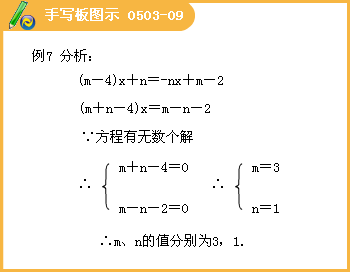 手写板图示 0503-09
例7 分析：
(m－4)x＋n＝-nx＋m－2
(m＋n－4)x＝m－n－2
∵方程有无数个解
∴ { m＋n－4＝0 ∴ { m＝3
m－n－2＝0 n＝1
∴m、n的值分别为3，1.